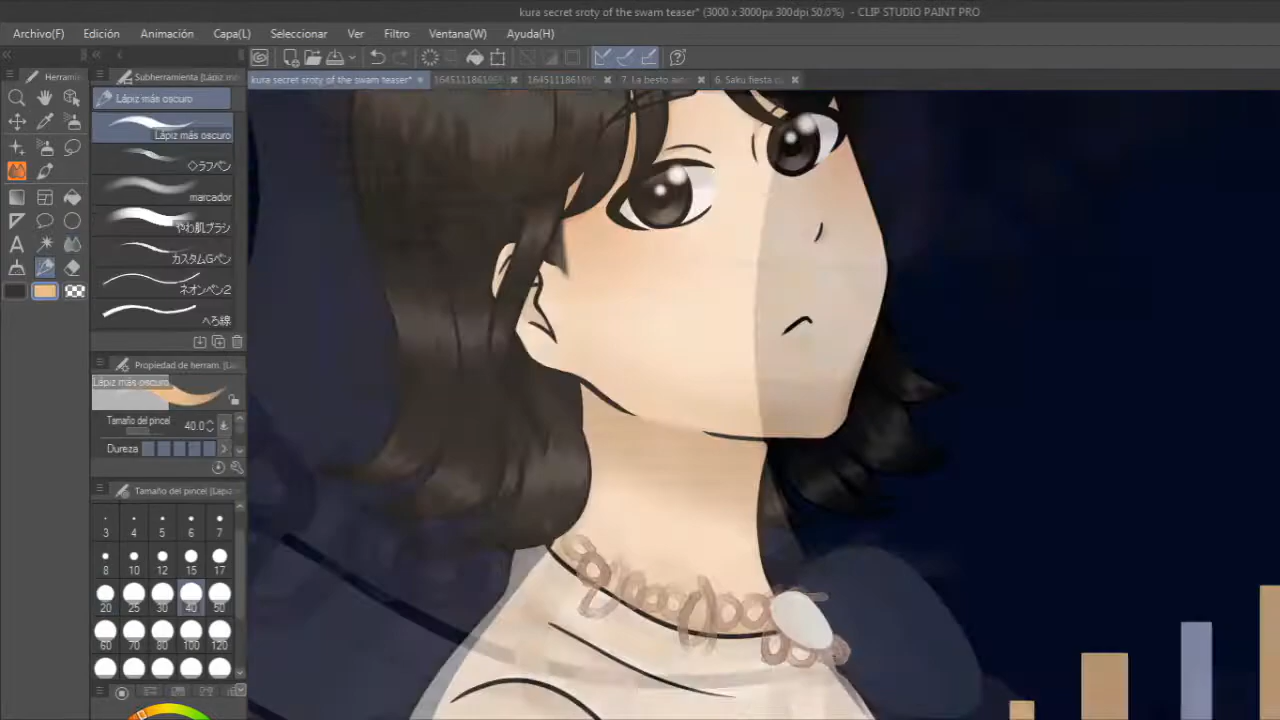 kura secret sroty of the swam teaser* (3000 x 3000px 300dpi 50.0%) - CLIP STUDIO PAINT PRO
Archivo(F) Edición Animación Capa(L) Seleccionar Ver Filtro Ventana(W) Ayuda(H)
Subherramienta
kura secret sroty of the swam teaser*
6. Saku fiesta
Lápiz más oscuro
Lápiz más oscuro
ラフペン
marcador
やわ肌ブラシ
カスタムGペン
ネオンペン2
へろ線
Propiedad de herram
Lápiz más oscuro
Tamaño del pincel 40.0
Dureza
Tamaño del pincel
3 4 5 6 7
8 10 12 15 17
20 25 30 40 50
60 70 80 100 120